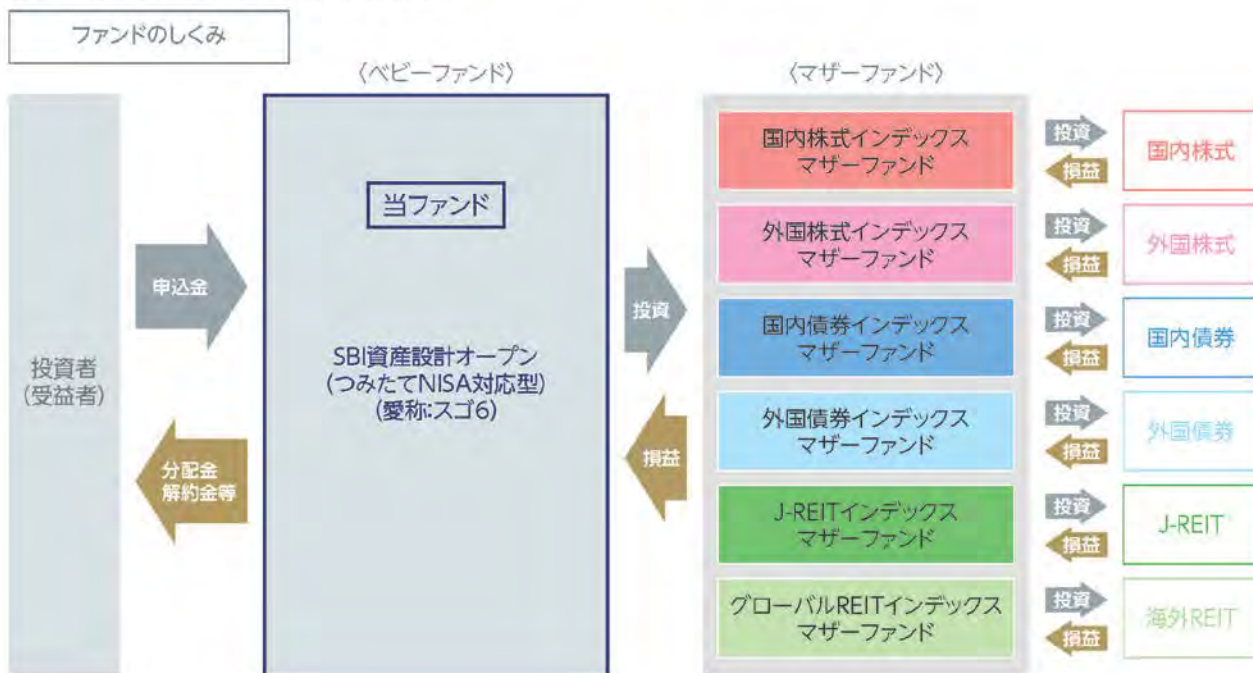 ファンドのしくみ
〈ベビーファンド〉
〈マザーファンド〉
投資者
(受益者)
申込金
分配金
解約金等
当ファンド
SBI資産設計オープン
(つみたてNISA対応型)
(愛称:スゴ6)
投資
損益
国内株式インデックス
マザーファンド
投資
損益
国内株式
外国株式インデックス
マザーファンド
投資
損益
外国株式
国内債券インデックス
マザーファンド
投資
損益
国内債券
外国債券インデックス
マザーファンド
投資
損益
外国債券
J-REITインデックス
マザーファンド
投資
損益
J-REIT
グローバルREITインデックス
マザーファンド
投資
損益
海外REIT